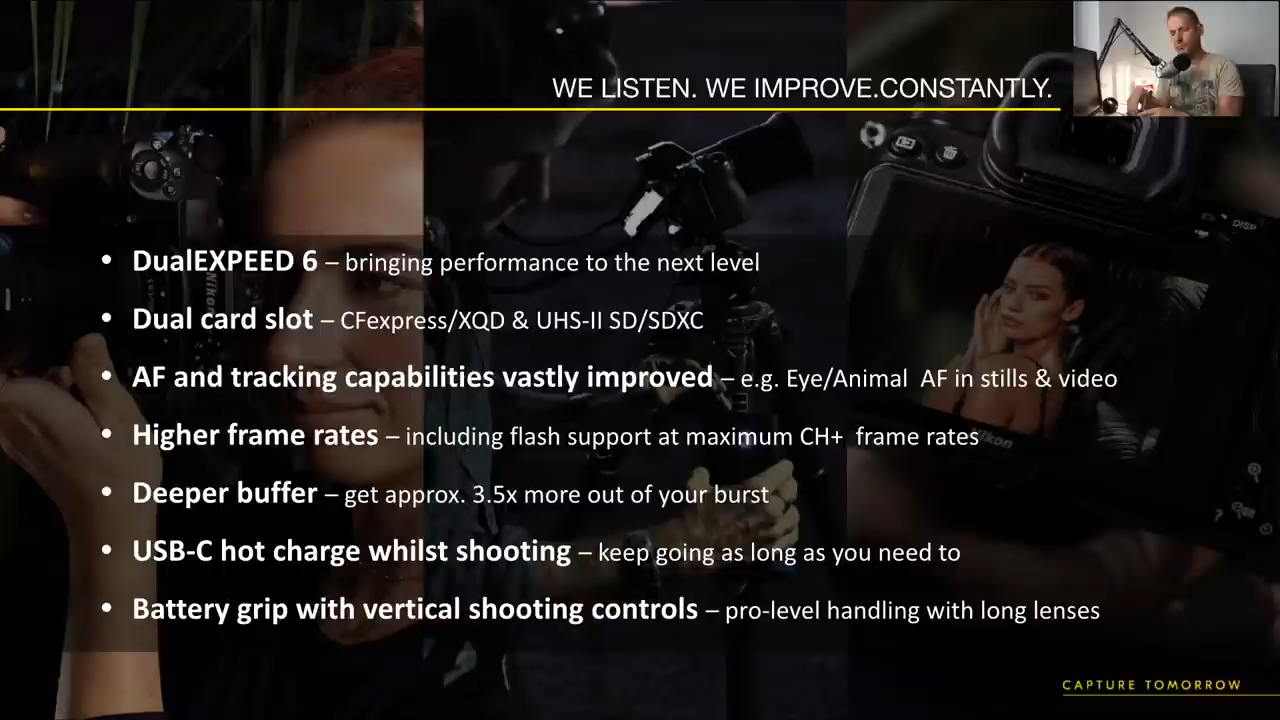 WE LISTEN. WE IMPROVE.CONSTANTLY.
• DualEXPEED 6 – bringing performance to the next level
• Dual card slot – CFexpress/XQD & UHS-II SD/SDXC
• AF and tracking capabilities vastly improved – e.g. Eye/Animal  AF in stills & video
• Higher frame rates – including flash support at maximum CH+  frame rates
• Deeper buffer – get approx. 3.5x more out of your burst
• USB-C hot charge whilst shooting – keep going as long as you need to
• Battery grip with vertical shooting controls – pro-level handling with long lenses
DISP
Nikon
Nikon
CAPTURE TOMORROW